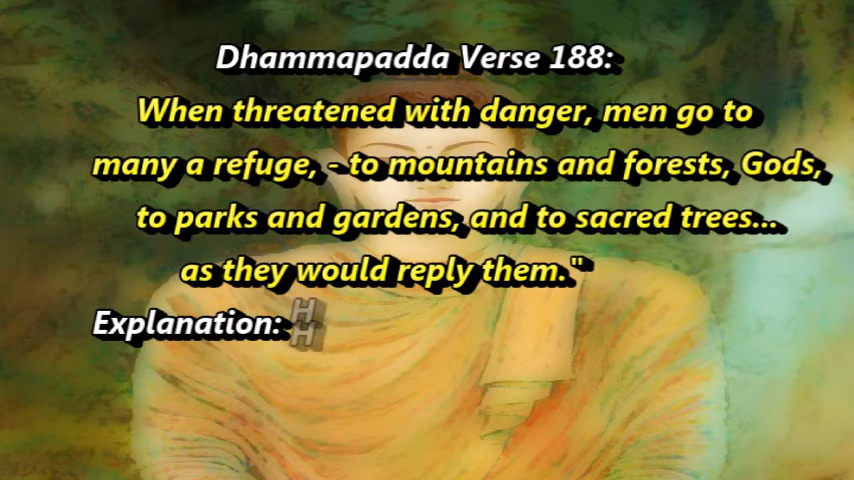 Dhammapadda Verse 188:
When threatened with danger, men go to
many a refuge, - to mountains and forests, Gods,
to parks and gardens, and to sacred trees...
as they would reply them."
Explanation: H
H